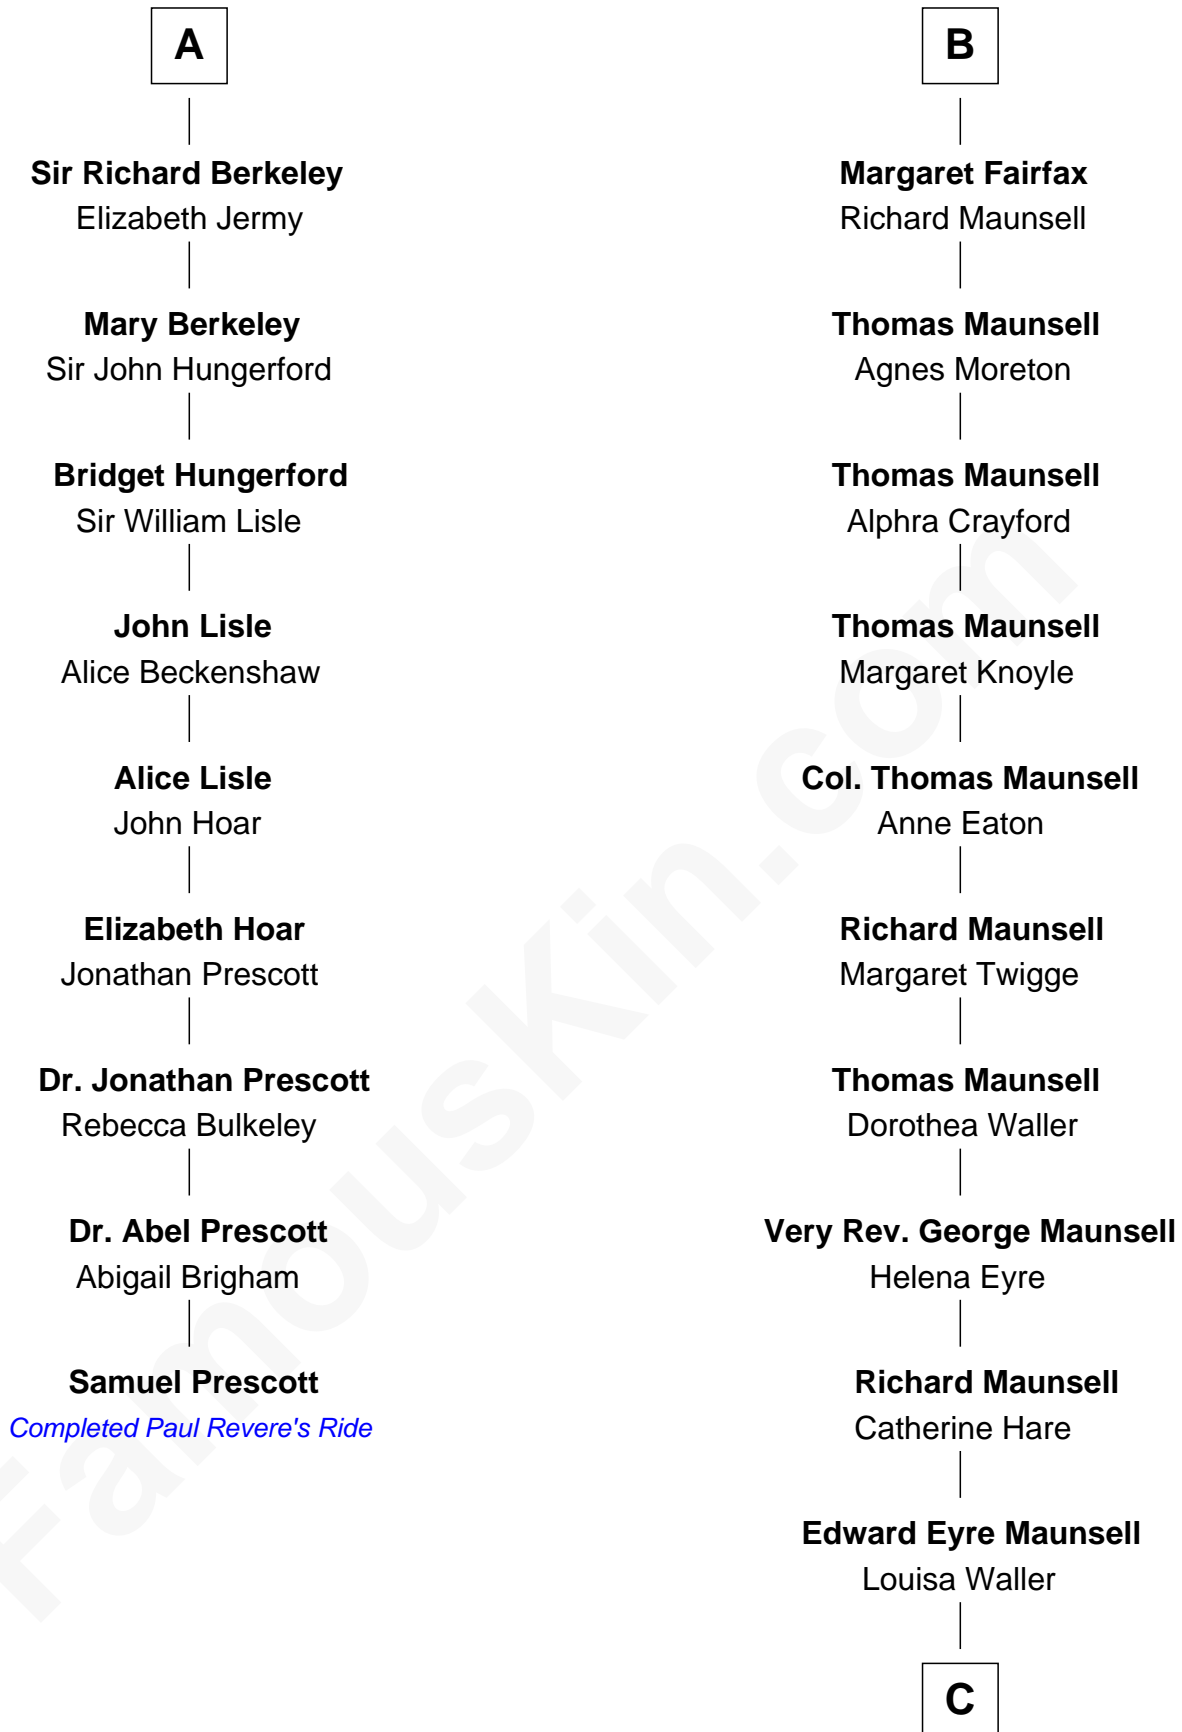 A
Sir Richard Berkeley
Elizabeth Jermy
Mary Berkeley
Sir John Hungerford
Bridget Hungerford
Sir William Lisle
John Lisle
Alice Beckenshaw
Alice Lisle
John Hoar
Elizabeth Hoar
Jonathan Prescott
Dr. Jonathan Prescott
Rebecca Bulkeley
Dr. Abel Prescott
Abigail Brigham
Samuel Prescott
Completed Paul Revere's Ride
B
Margaret Fairfax
Richard Maunsell
Thomas Maunsell
Agnes Moreton
Thomas Maunsell
Alphra Crayford
Thomas Maunsell
Margaret Knoyle
Col. Thomas Maunsell
Anne Eaton
Richard Maunsell
Margaret Twigge
Thomas Maunsell
Dorothea Waller
Very Rev. George Maunsell
Helena Eyre
Richard Maunsell
Catherine Hare
Edward Eyre Maunsell
Louisa Waller
C
FamousKin.com